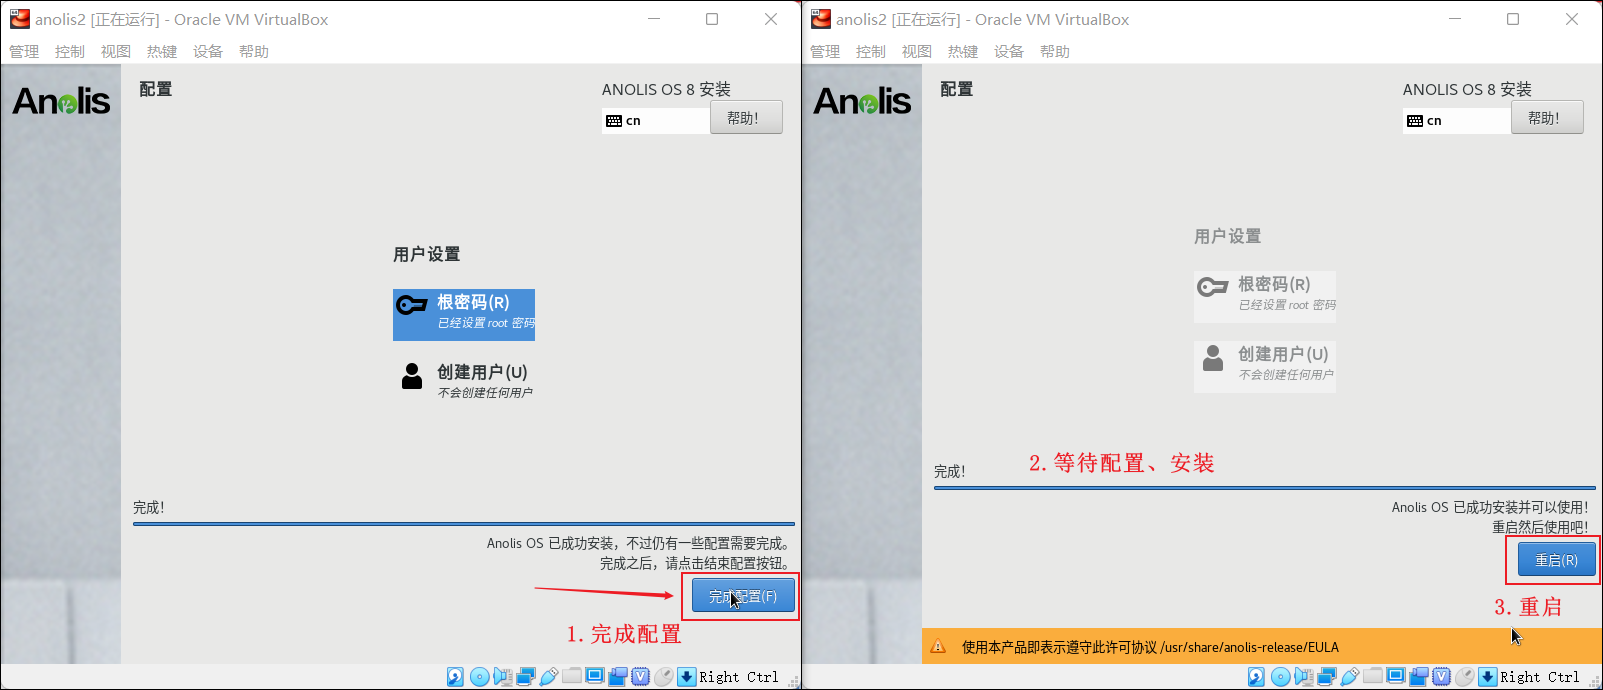 anolis2 [正在运行] - Oracle VM VirtualBox
管理 控制 视图 热键 设备 帮助
Anolis
配置
ANOLIS OS 8 安装
cn
帮助！
用户设置
根密码(R)
已经设置 root 密码
创建用户(U)
不会创建任何用户
完成！
Anolis OS 已成功安装，不过仍有一些配置需要完成。
完成之后，请点击结束配置按钮。
完成配置(F)
1.完成配置
Right Ctrl
anolis2 [正在运行] - Oracle VM VirtualBox
管理 控制 视图 热键 设备 帮助
Anolis
配置
ANOLIS OS 8 安装
cn
帮助！
用户设置
根密码(R)
已经设置 root 密码
创建用户(U)
不会创建任何用户
2.等待配置、安装
完成！
Anolis OS 已成功安装并可以使用！
重启然后使用吧！
重启(R)
3.重启
使用本产品即表示遵守此许可协议 /usr/share/anolis-release/EULA
Right Ctrl